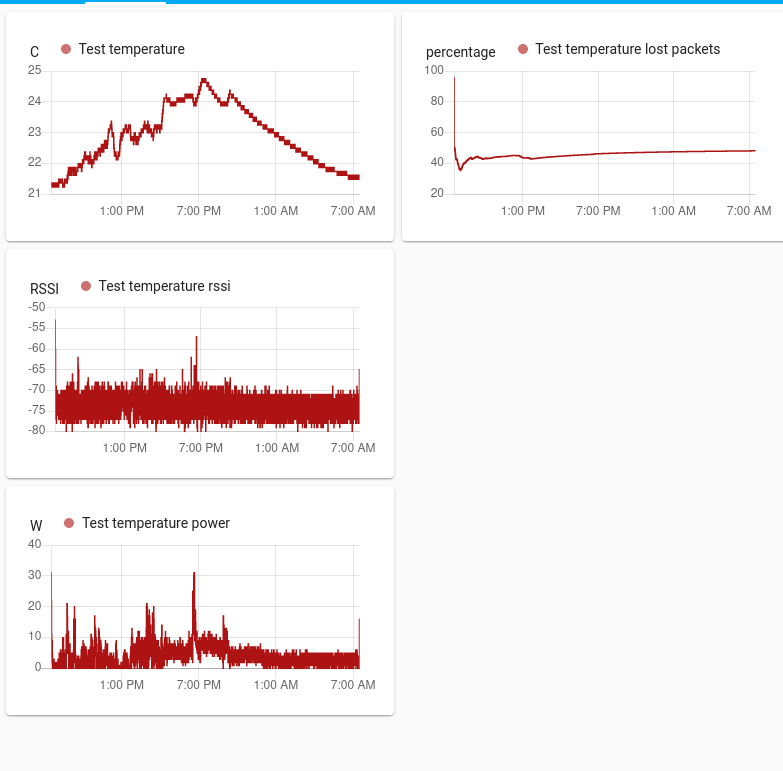 C Test temperature
25
24
23
22
21
1:00 PM 7:00 PM 1:00 AM 7:00 AM
percentage Test temperature lost packets
100
80
60
40
20
1:00 PM 7:00 PM 1:00 AM 7:00 AM
RSSI Test temperature rssi
-50
-55
-60
-65
-70
-75
-80
1:00 PM 7:00 PM 1:00 AM 7:00 AM
W Test temperature power
40
30
20
10
0
1:00 PM 7:00 PM 1:00 AM 7:00 AM